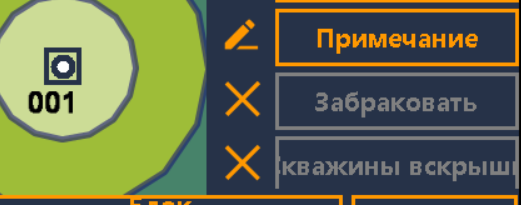 Примечание
001
Забраковать
кважины вскрыш